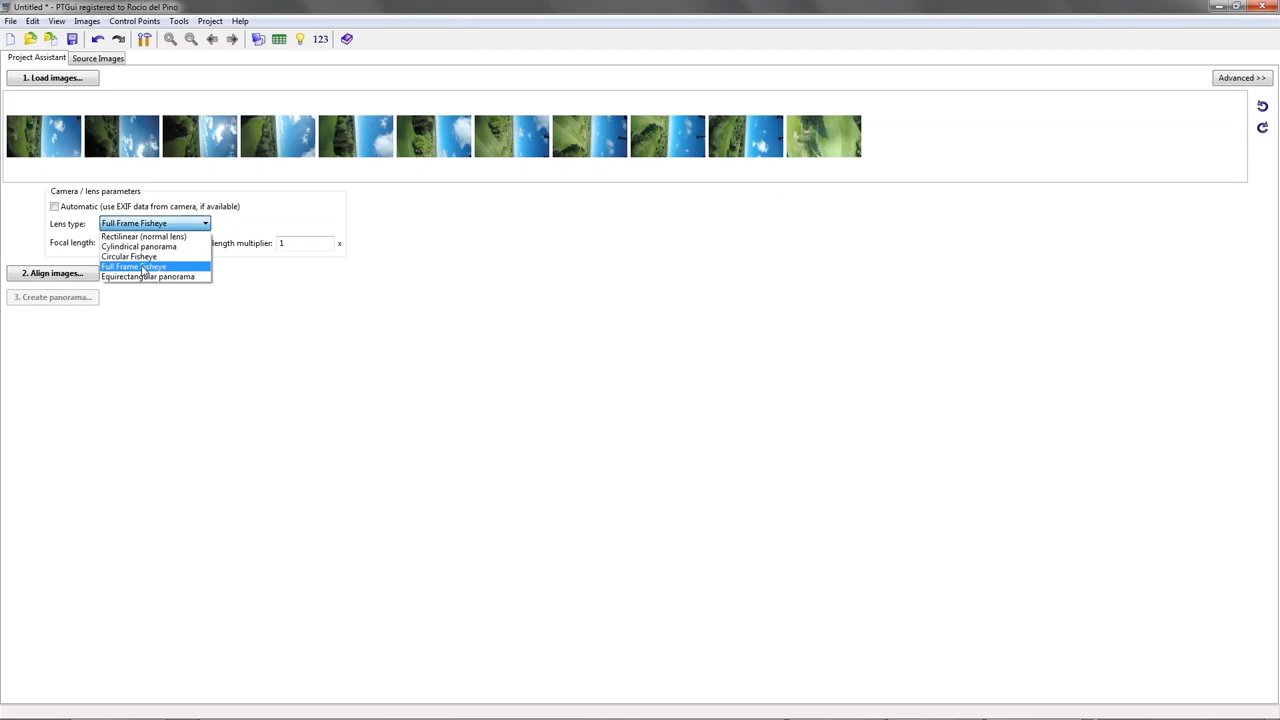 Untitled * - PTGui registered to Rocio del Pino
File Edit View Images Control Points Tools Project Help
123
Project Assistant Source Images
1. Load images... Advanced >>
Camera / lens parameters
Automatic (use EXIF data from camera, if available)
Lens type: Full Frame Fisheye
Rectilinear (normal lens)
Focal length: length multiplier: 1 x
Cylindrical panorama
Circular Fisheye
Full Frame Fisheye
2. Align images... Equirectangular panorama
3. Create panorama...